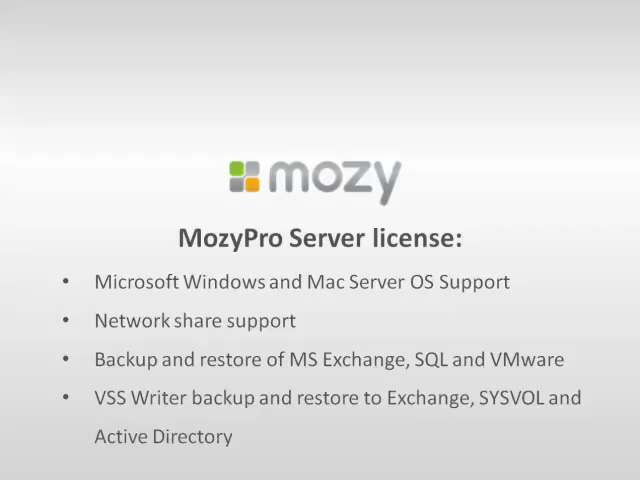 mozy
MozyPro Server license:
• Microsoft Windows and Mac Server OS Support
• Network share support
• Backup and restore of MS Exchange, SQL and VMware
• VSS Writer backup and restore to Exchange, SYSVOL and
Active Directory